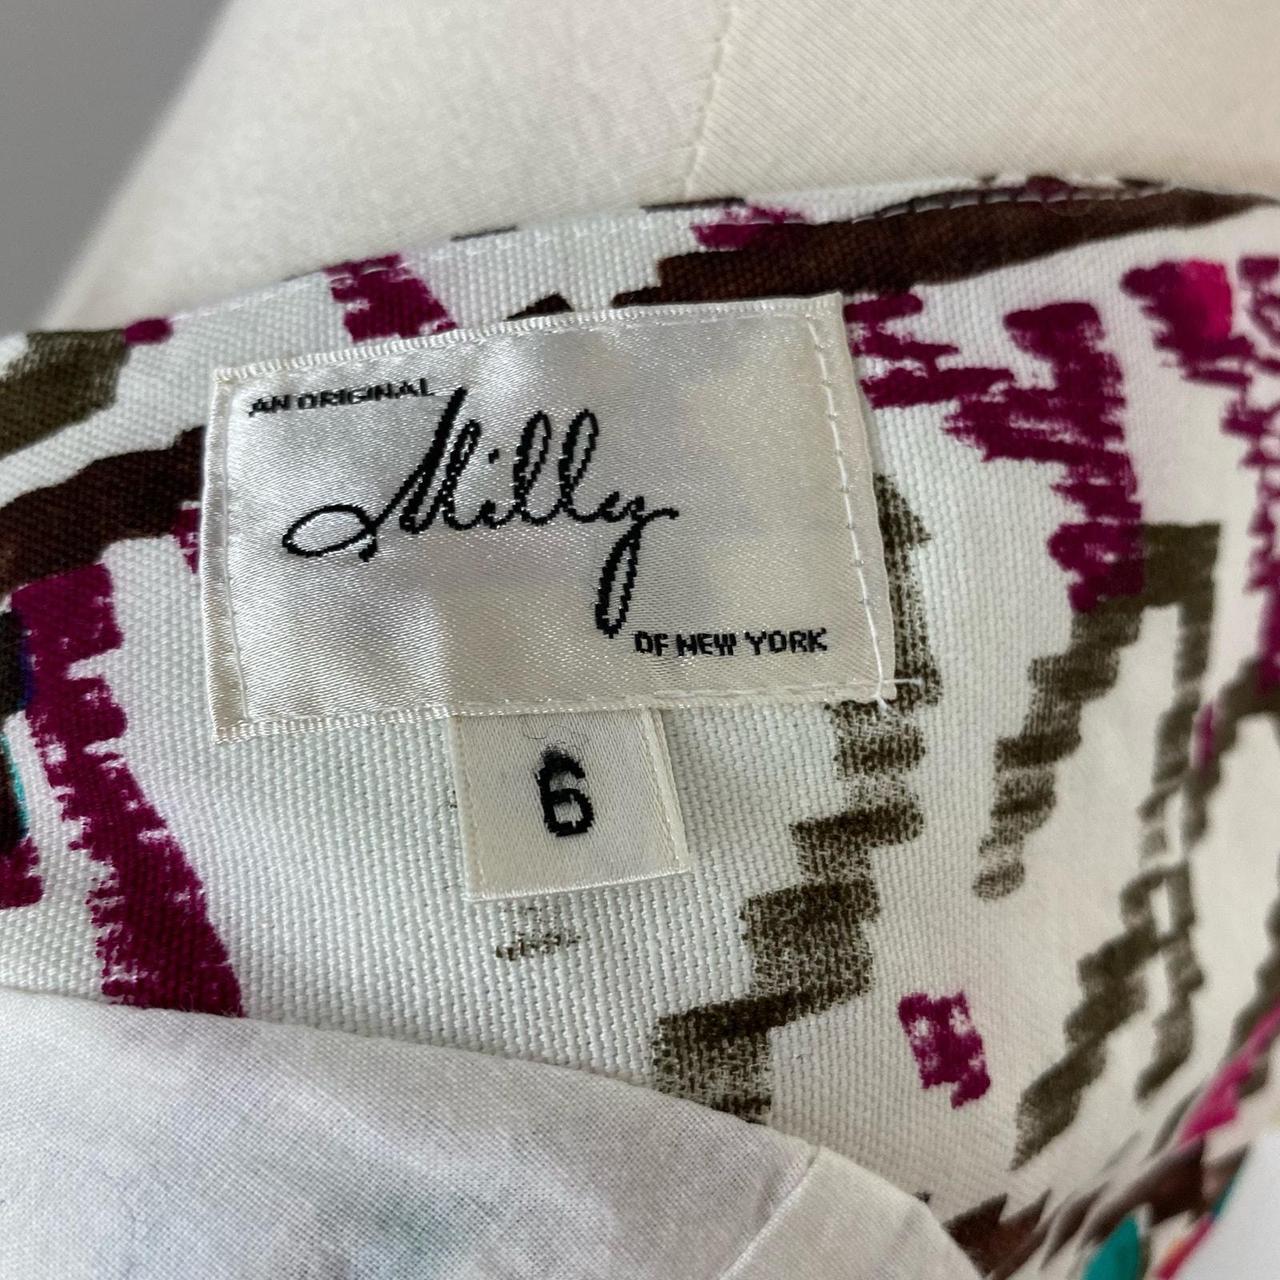 AN ORIGINAL
Milly
OF NEW YORK
6